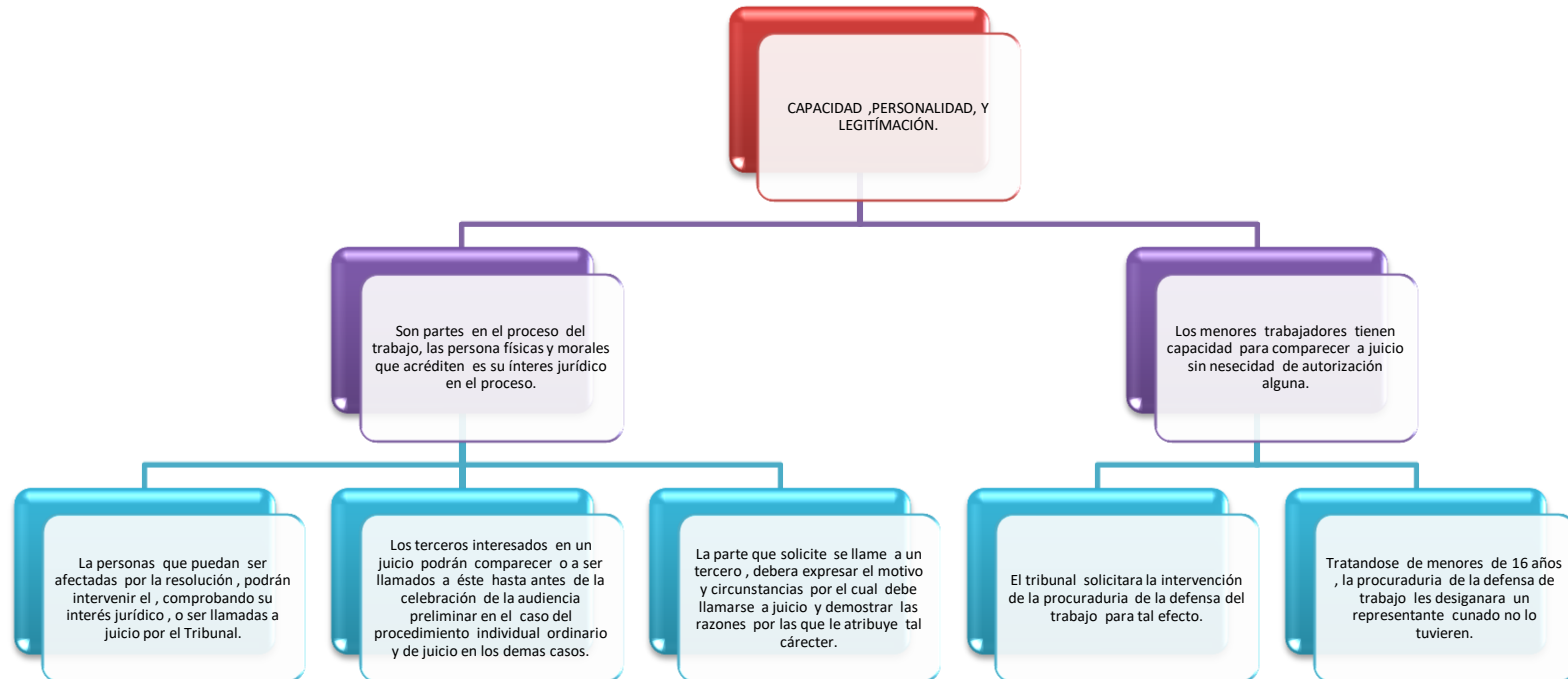 CAPACIDAD ,PERSONALIDAD, Y
LEGITÍMACIÓN.
Son partes en el proceso del
trabajo, las persona físicas y morales
que acréditen es su ínteres jurídico
en el proceso.
Los menores trabajadores tienen
capacidad para comparecer a juicio
sin nesecidad de autorización
alguna.
La personas que puedan ser
afectadas por la resolución , podrán
intervenir el , comprobando su
interés jurídico , o ser llamadas a
juicio por el Tribunal.
Los terceros interesados en un
juicio podrán comparecer o a ser
llamados a éste hasta antes de la
celebración de la audiencia
preliminar en el caso del
procedimiento individual ordinario
y de juicio en los demas casos.
La parte que solicite se llame a un
tercero , debera expresar el motivo
y circunstancias por el cual debe
llamarse a juicio y demostrar las
razones por las que le atribuye tal
cárecter.
El tribunal solicitara la intervención
de la procuraduria de la defensa del
trabajo para tal efecto.
Tratandose de menores de 16 años
, la procuraduria de la defensa de
trabajo les desiganara un
representante cunado no lo
tuvieren.